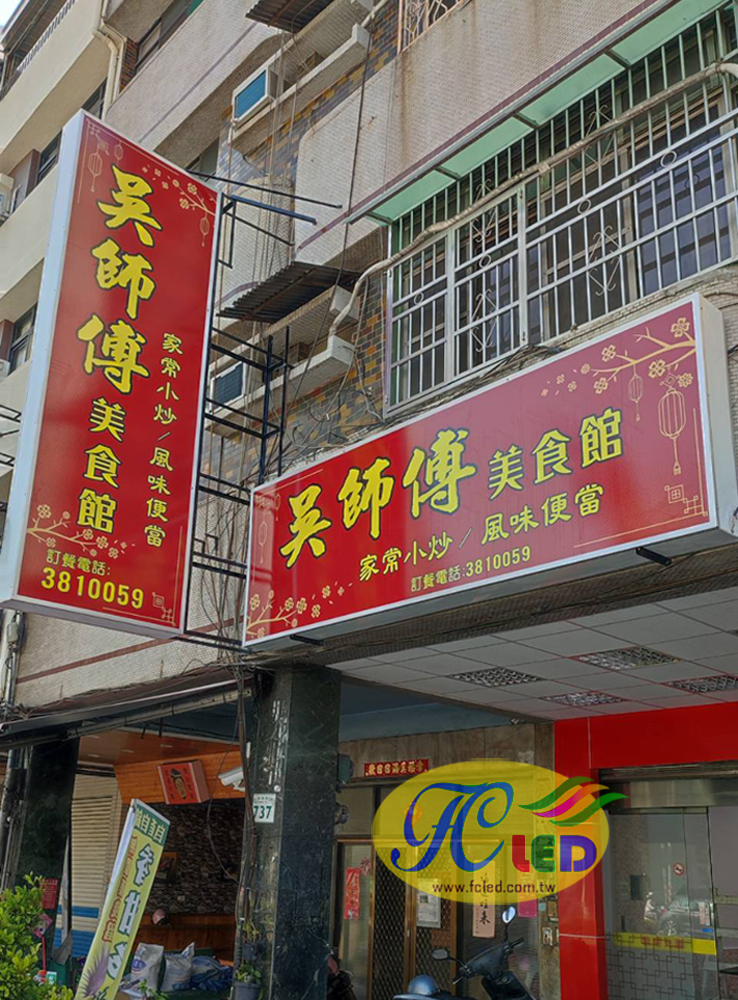 吳師傅美食館
家常小炒/風味便當
訂餐電話:
3810059
吳師傅美食館
家常小炒/風味便當
訂餐電話:3810059
737
FC LED
www.fcled.com.tw